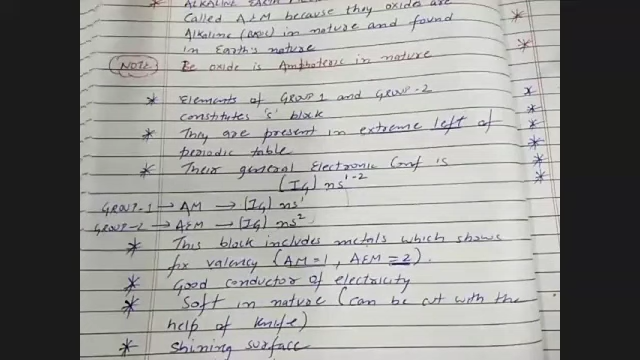 * ALKALINE EARTH
Called AEM because they oxides are
Alkaline (basic) in nature and found
in Earth's nature
NOTE Be oxide is Amphoteric in nature
* Elements of GROUP 1 and GROUP-2
constitutes 's' block
* They are present in extreme left of
periodic table
* Their general Electronic Conf is
[IG] ns¹⁻²
GROUP-1 → AM → [IG] ns¹
GROUP-2 → AEM → [IG] ns²
* This block includes metals which shows
fix valency (AM=1, AEM=2).
* Good conductor of electricity
* Soft in nature (can be cut with the
help of knife)
* Shining surface